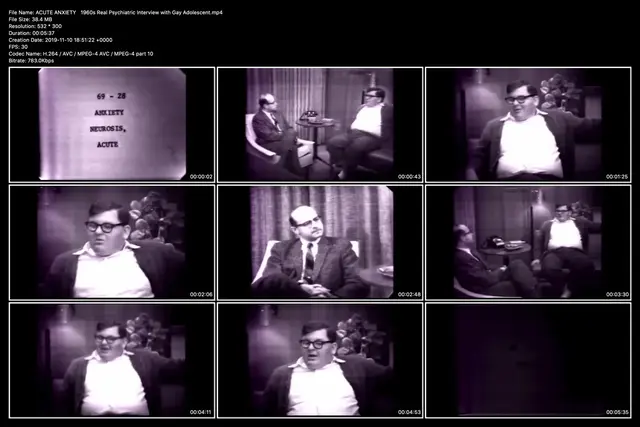 File Name: ACUTE ANXIETY   1960s Real Psychiatric Interview with Gay Adolescent.mp4
File Size: 38.4 MB
Resolution: 532 * 300
Duration: 00:05:37
Creation Date: 2019-11-10 18:51:22 +0000
FPS: 30
Codec Name: H.264 / AVC / MPEG-4 AVC / MPEG-4 part 10
Bitrate: 783.0Kbps
69 - 28
ANXIETY
NEUROSIS,
ACUTE
00:00:02
00:00:43
00:01:25
00:02:06
00:02:48
00:03:30
00:04:11
00:04:53
00:05:35